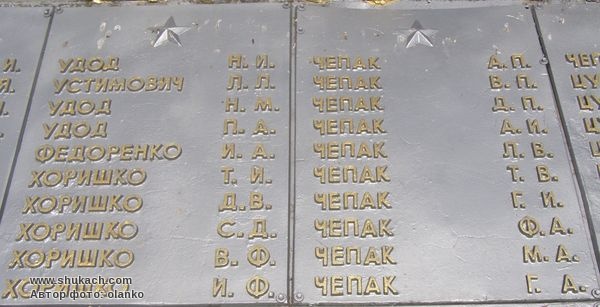 УДОД Н. И.
УСТИМОВИЧ Л. Л.
УДОД Н. М.
УДОД П. А.
ФЕДОРЕНКО И. А.
ХОРИШКО Т. И.
ХОРИШКО Д. В.
ХОРИШКО С. Д.
ХОРИШКО В. Ф.
ХОРИШКО И. Ф.
ЧЕПАК А. П.
ЧЕПАК В. П.
ЧЕПАК Д. П.
ЧЕПАК А. И.
ЧЕПАК Л. В.
ЧЕПАК Т. В.
ЧЕПАК Г. И.
ЧЕПАК Ф. А.
ЧЕПАК М. А.
ЧЕПАК Г. А.
www.shukach.com
Автор фото: olanko